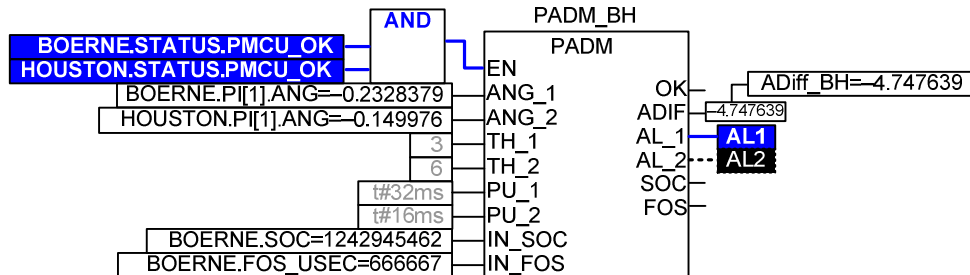 AND
PADM_BH
PADM
BOERNE.STATUS.PMCU_OK
HOUSTON.STATUS.PMCU_OK
EN
BOERNE.PI[1].ANG=–0.2328379
ANG_1
HOUSTON.PI[1].ANG=–0.149976
ANG_2
3
TH_1
6
TH_2
t#32ms
PU_1
t#16ms
PU_2
BOERNE.SOC=1242945462
IN_SOC
BOERNE.FOS_USEC=666667
IN_FOS
OK
ADiff_BH=–4.747639
ADIF
–4.747639
AL_1
AL1
AL_2
AL2
SOC
FOS